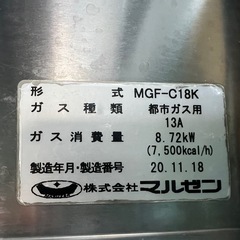 形 式 MGF-C18K
ガス種類 都市ガス用
13A
ガス消費量 8.72kW
(7,500kcal/h)
製造年月・製造番号 20.11.18
株式会社マルゼン